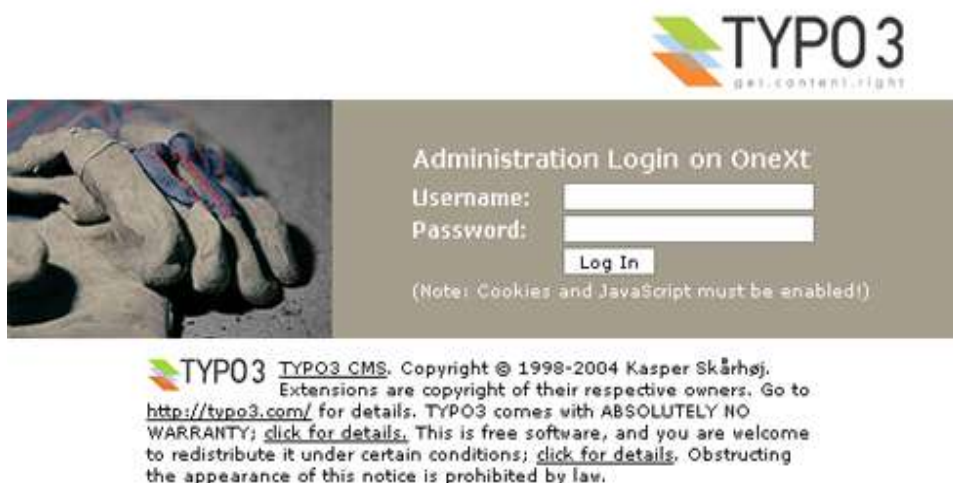 TYPO3
get.content.right
Administration Login on OneXt
Username:
Password:
Log In
(Note: Cookies and JavaScript must be enabled!)
TYPO3 TYPO3 CMS. Copyright © 1998-2004 Kasper Skårhøj.
Extensions are copyright of their respective owners. Go to
http://typo3.com/ for details. TYPO3 comes with ABSOLUTELY NO
WARRANTY; click for details. This is free software, and you are welcome
to redistribute it under certain conditions; click for details. Obstructing
the appearance of this notice is prohibited by law.